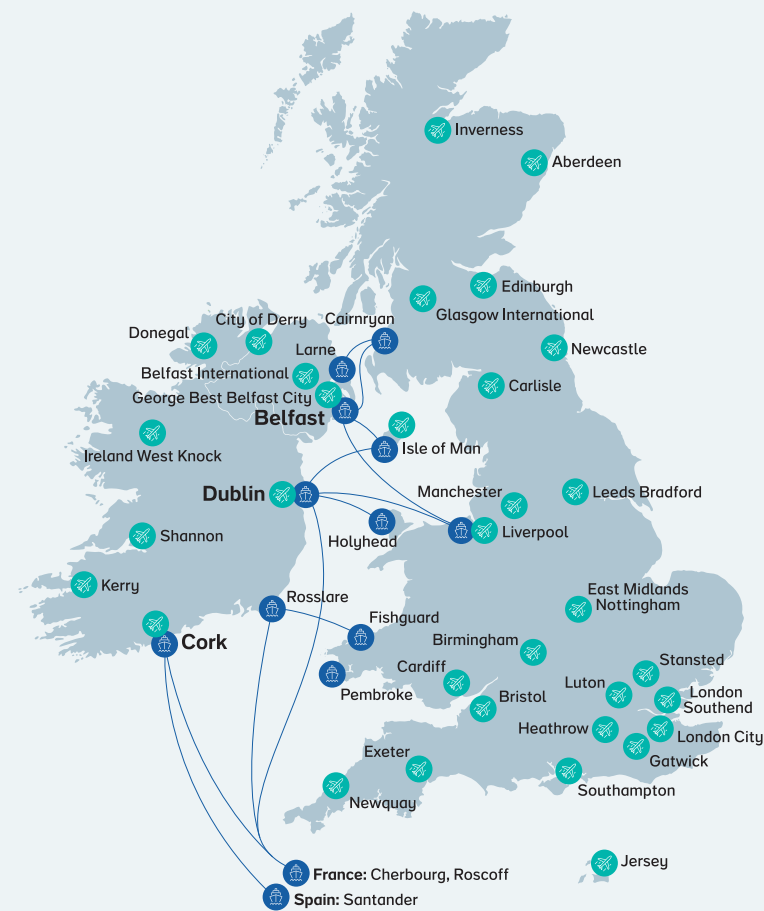 Inverness
Aberdeen
Edinburgh
Glasgow International
Cairnryan
City of Derry
Donegal
Larne
Newcastle
Belfast International
Carlisle
George Best Belfast City
Belfast
Isle of Man
Ireland West Knock
Dublin
Manchester
Leeds Bradford
Liverpool
Holyhead
Shannon
Kerry
Rosslare
East Midlands
Nottingham
Fishguard
Cork
Birmingham
Cardiff
Stansted
Pembroke
Luton
London
Southend
Bristol
Heathrow
London City
Exeter
Gatwick
Newquay
Southampton
Jersey
France: Cherbourg, Roscoff
Spain: Santander